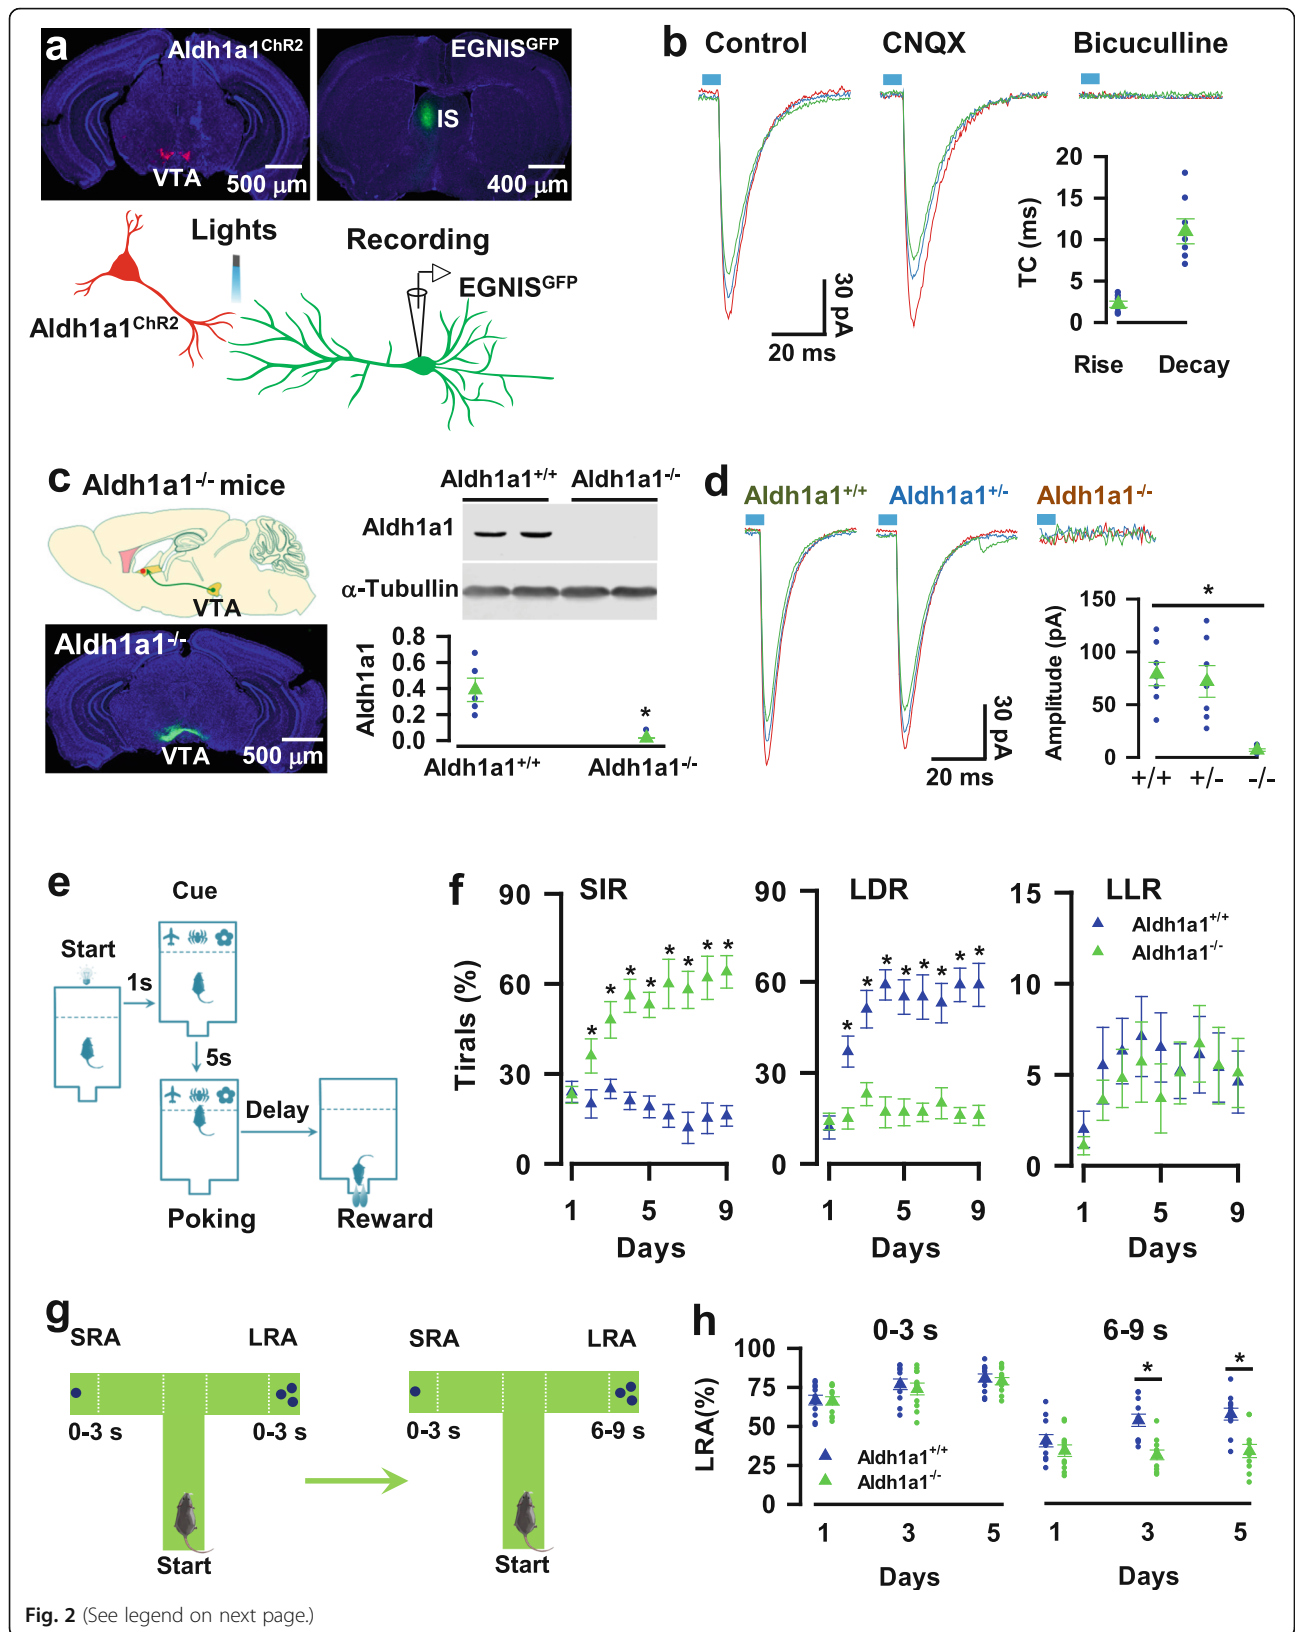 a
Aldh1a1ChR2
EGNISGFP
VTA
500 µm
IS
400 µm
Lights
Recording
EGNISGFP
Aldh1a1ChR2
b
Control
CNQX
Bicuculline
30 pA
20 ms
TC (ms)
20
15
10
5
0
Rise
Decay
c
Aldh1a1-/- mice
VTA
Aldh1a1-/-
VTA
500 µm
Aldh1a1+/+
Aldh1a1-/-
Aldh1a1
α-Tubullin
Aldh1a1
0.8
0.6
0.4
0.2
0.0
*
Aldh1a1+/+
Aldh1a1-/-
d
Aldh1a1+/+
Aldh1a1+/-
Aldh1a1-/-
30 pA
20 ms
Amplitude (pA)
150
100
50
0
*
+/+
+/-
-/-
e
Start
1s
Cue
5s
Poking
Delay
Reward
f
Tirals (%)
SIR
90
60
30
0
* * * * * * * *
1 5 9
Days
LDR
90
60
30
0
* * * * * * * *
1 5 9
Days
LLR
Aldh1a1+/+
Aldh1a1-/-
15
10
5
0
1 5 9
Days
g
SRA
LRA
0-3 s
0-3 s
Start
SRA
LRA
0-3 s
6-9 s
Start
h
LRA(%)
0-3 s
100
75
50
25
0
Aldh1a1+/+
Aldh1a1-/-
1 3 5
Days
6-9 s
* *
1 3 5
Days
Fig. 2 (See legend on next page.)